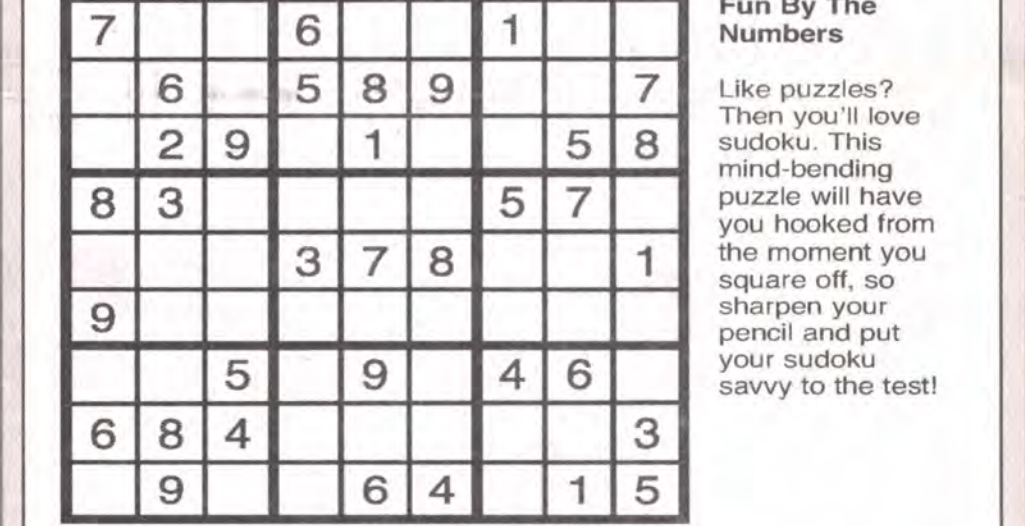 7 6 1
6 5 8 9 7
2 9 1 5 8
8 3 5 7
3 7 8 1
9
5 9 4 6
6 8 4 3
9 6 4 1 5
Fun By The
Numbers
Like puzzles?
Then you'll love
sudoku. This
mind-bending
puzzle will have
you hooked from
the moment you
square off, so
sharpen your
pencil and put
your sudoku
savvy to the test!